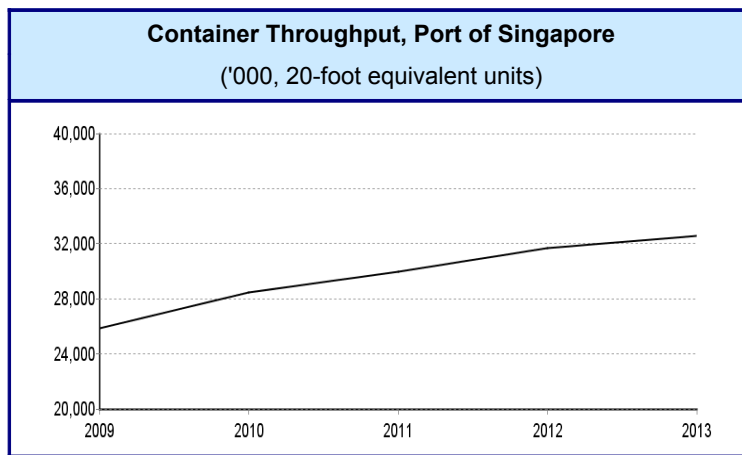 Container Throughput, Port of Singapore
('000, 20-foot equivalent units)
40,000
36,000
32,000
28,000
24,000
20,000
2009 2010 2011 2012 2013